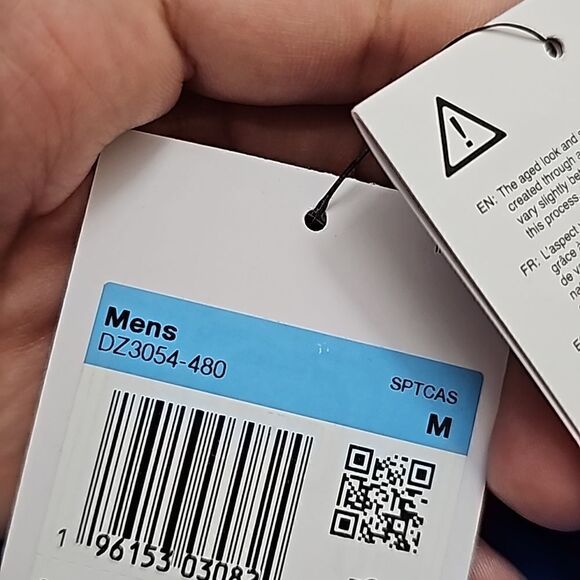 Mens
DZ3054-480
SPTCAS
M
1 96153 03082
EN: The aged look and
created through
vary slightly
this process
FR: L'aspect
grâce
de